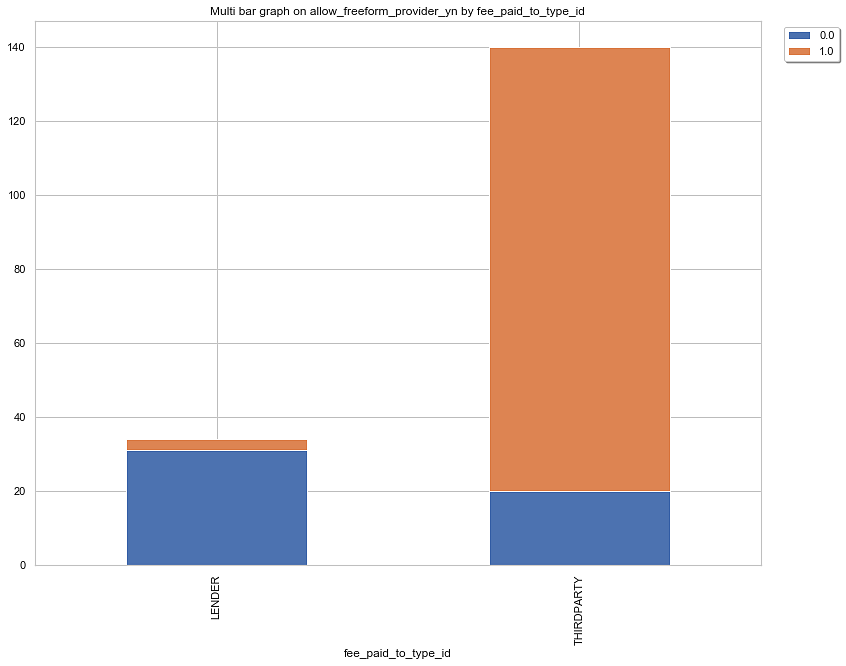 Multi bar graph on allow_freeform_provider_yn by fee_paid_to_type_id
0.0
1.0
140
120
100
80
60
40
20
0
LENDER
THIRDPARTY
fee_paid_to_type_id